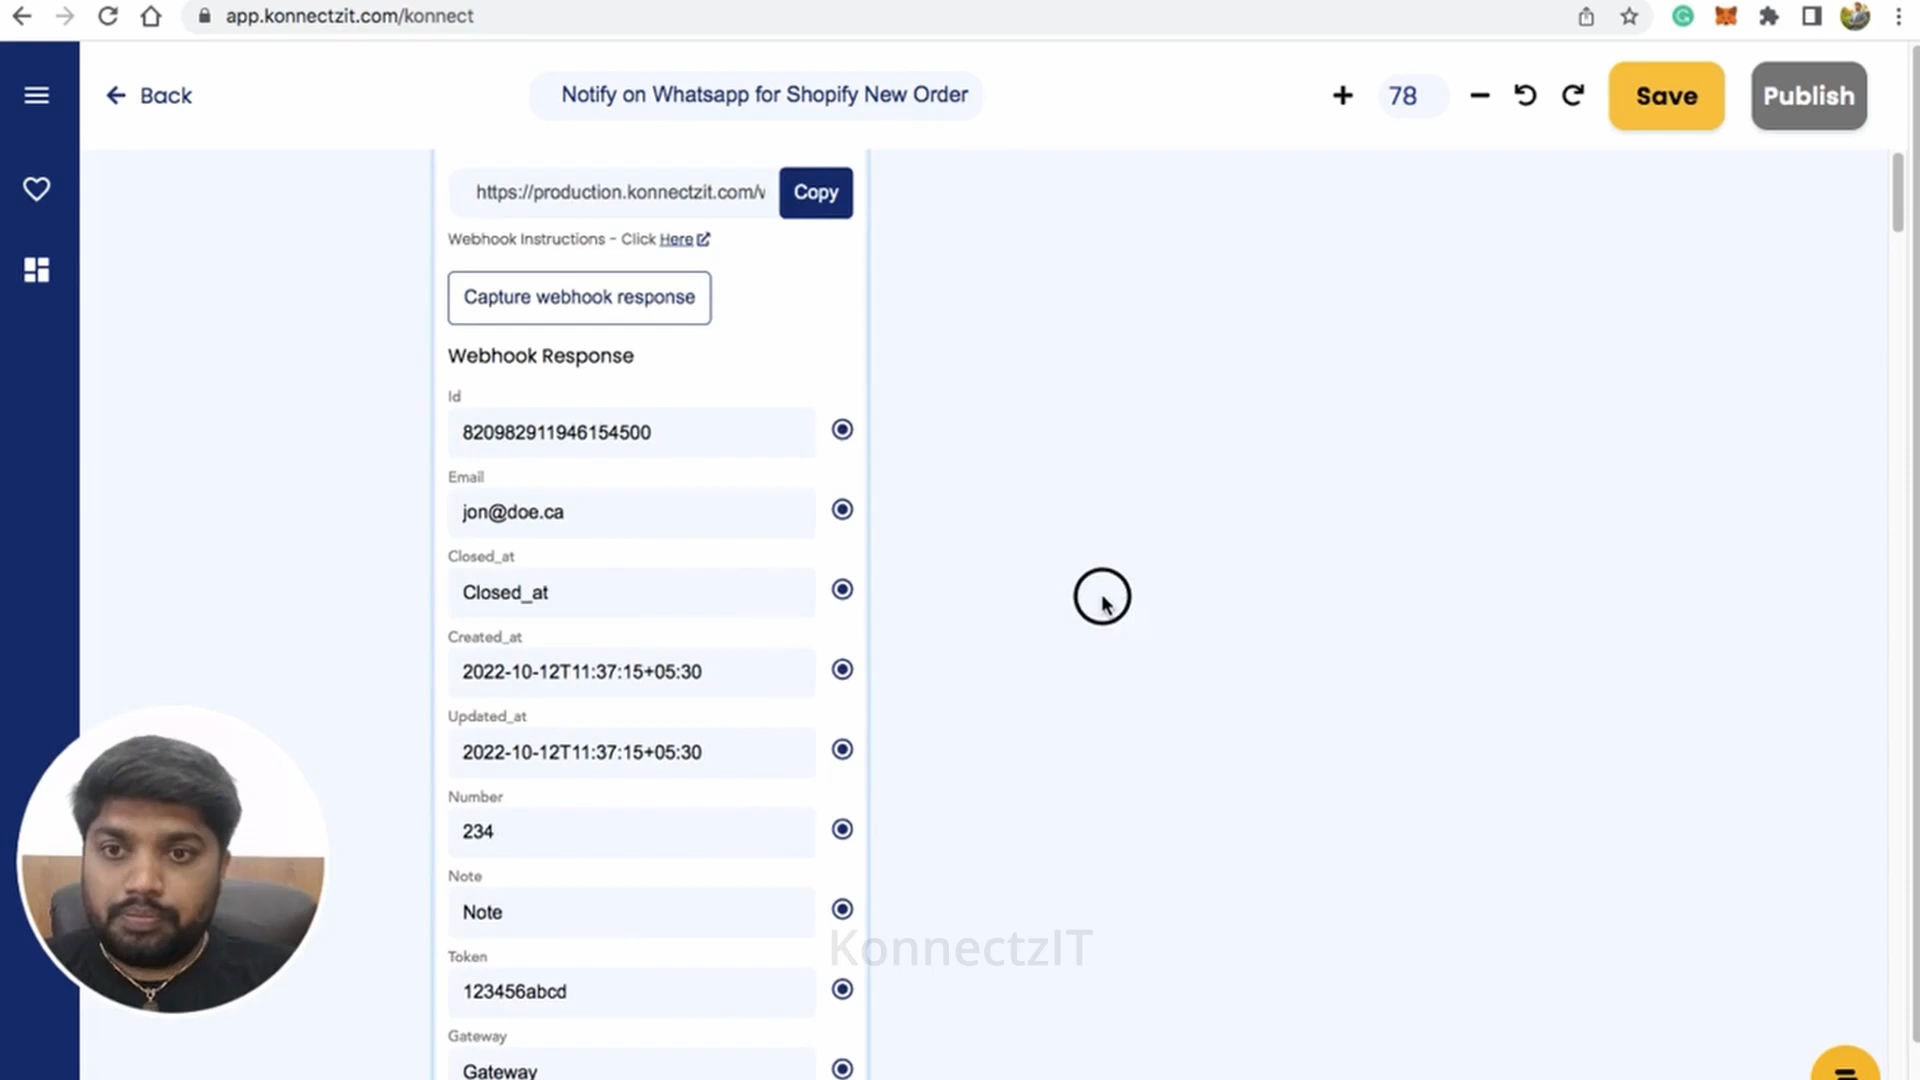 app.konnectzit.com/konnect
Back
Notify on Whatsapp for Shopify New Order
78
Save
Publish
https://production.konnectzit.com/v
Copy
Webhook Instructions - Click Here
Capture webhook response
Webhook Response
Id
820982911946154500
Email
jon@doe.ca
Closed_at
Closed_at
Created_at
2022-10-12T11:37:15+05:30
Updated_at
2022-10-12T11:37:15+05:30
Number
234
Note
Note
KonnectzIT
Token
123456abcd
Gateway
Gateway